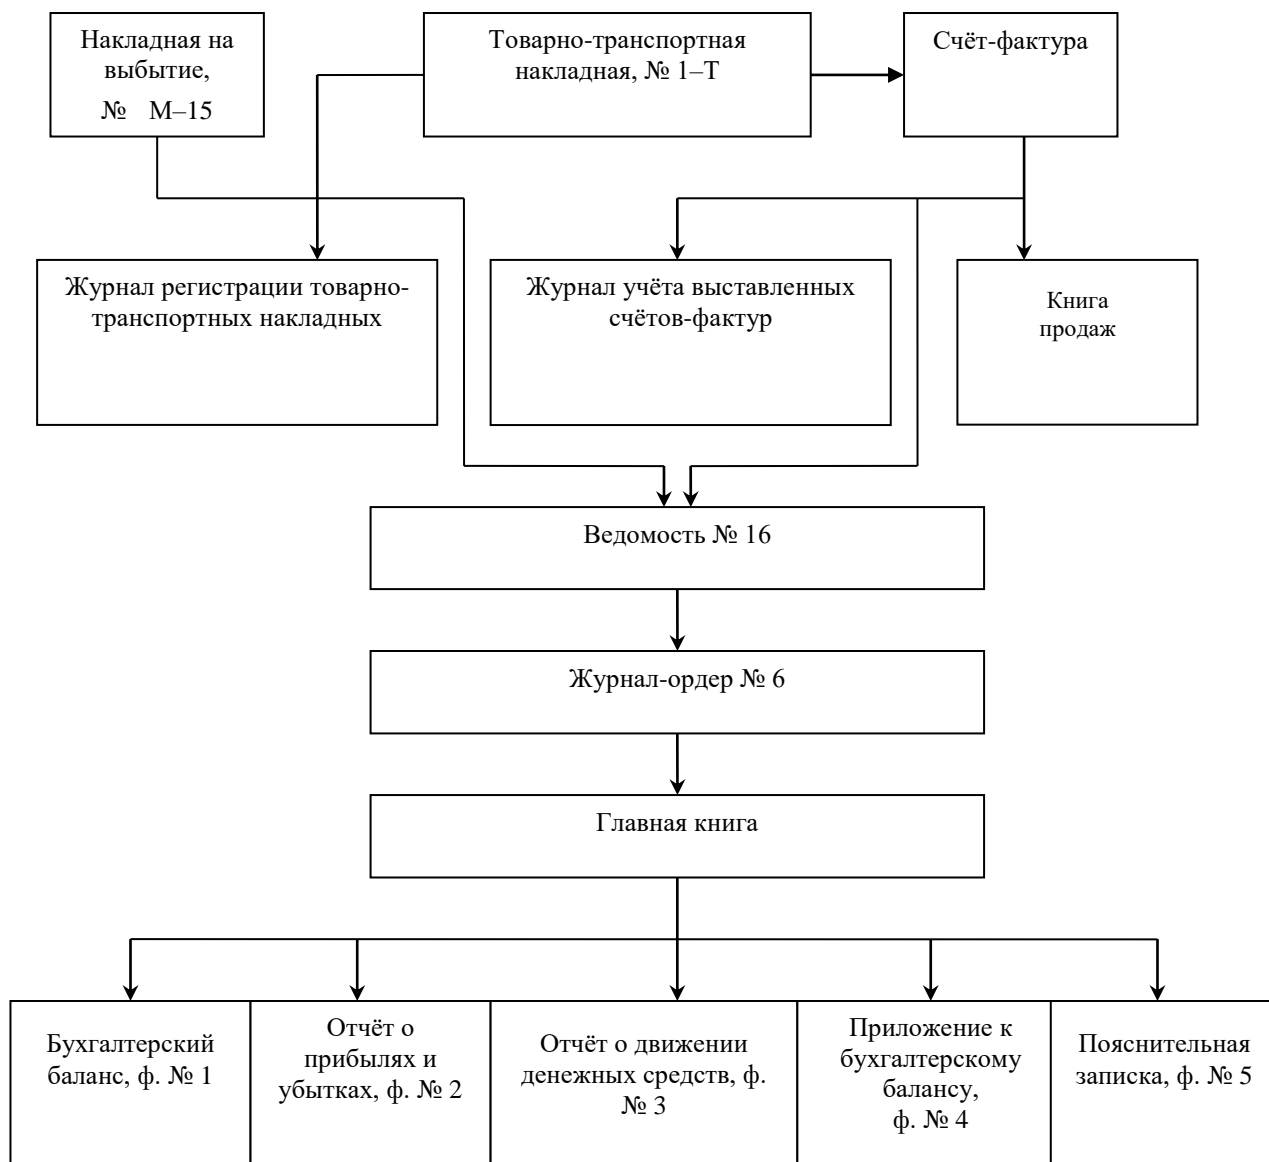 Накладная на
выбытие,
№ М–15
Товарно-транспортная
накладная, № 1–Т
Счёт-фактура
Журнал регистрации товарно-
транспортных накладных
Журнал учёта выставленных
счётов-фактур
Книга
продаж
Ведомость № 16
Журнал-ордер № 6
Главная книга
Бухгалтерский
баланс, ф. № 1
Отчёт о
прибылях и
убытках, ф. № 2
Отчёт о движении
денежных средств, ф.
№ 3
Приложение к
бухгалтерскому
балансу,
ф. № 4
Пояснительная
записка, ф. № 5